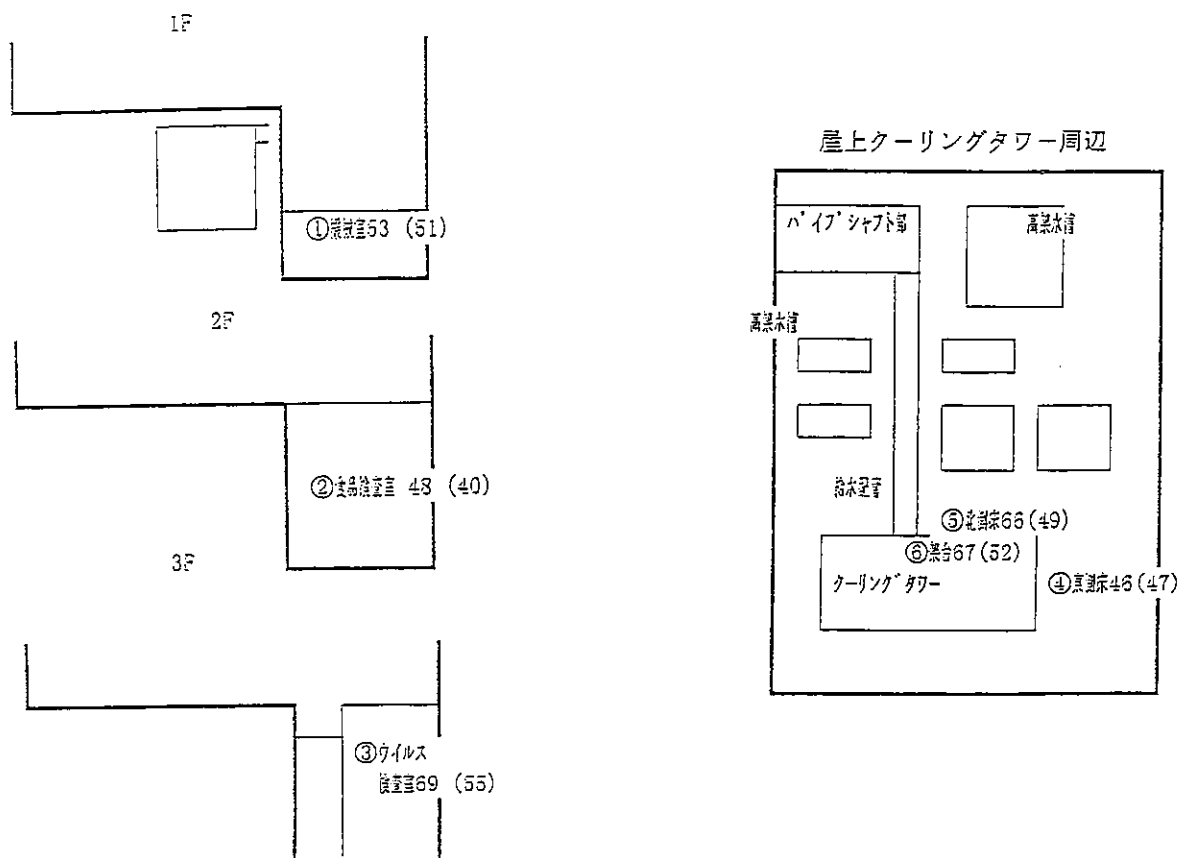 1F
①環試室53 (51)
2F
②食品検査室 48 (40)
3F
③ウイルス
検査室69 (55)
屋上クーリングタワー周辺
パイプシャフト部
高架水槽
高架水槽
給水配管
⑤北側床66(49)
⑥架台67(52)
クーリングタワー
④東側床46(47)